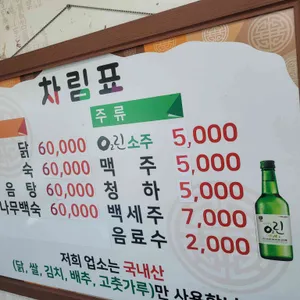 차림표
주류
닭 60,000 O2린 소주 5,000
숙 60,000 맥주 5,000
음탕 60,000 청하 5,000
나무백숙 60,000 백세주 7,000
음료수 2,000
저희 업소는 국내산
(닭, 쌀, 김치, 배추, 고춧가루)만 사용합